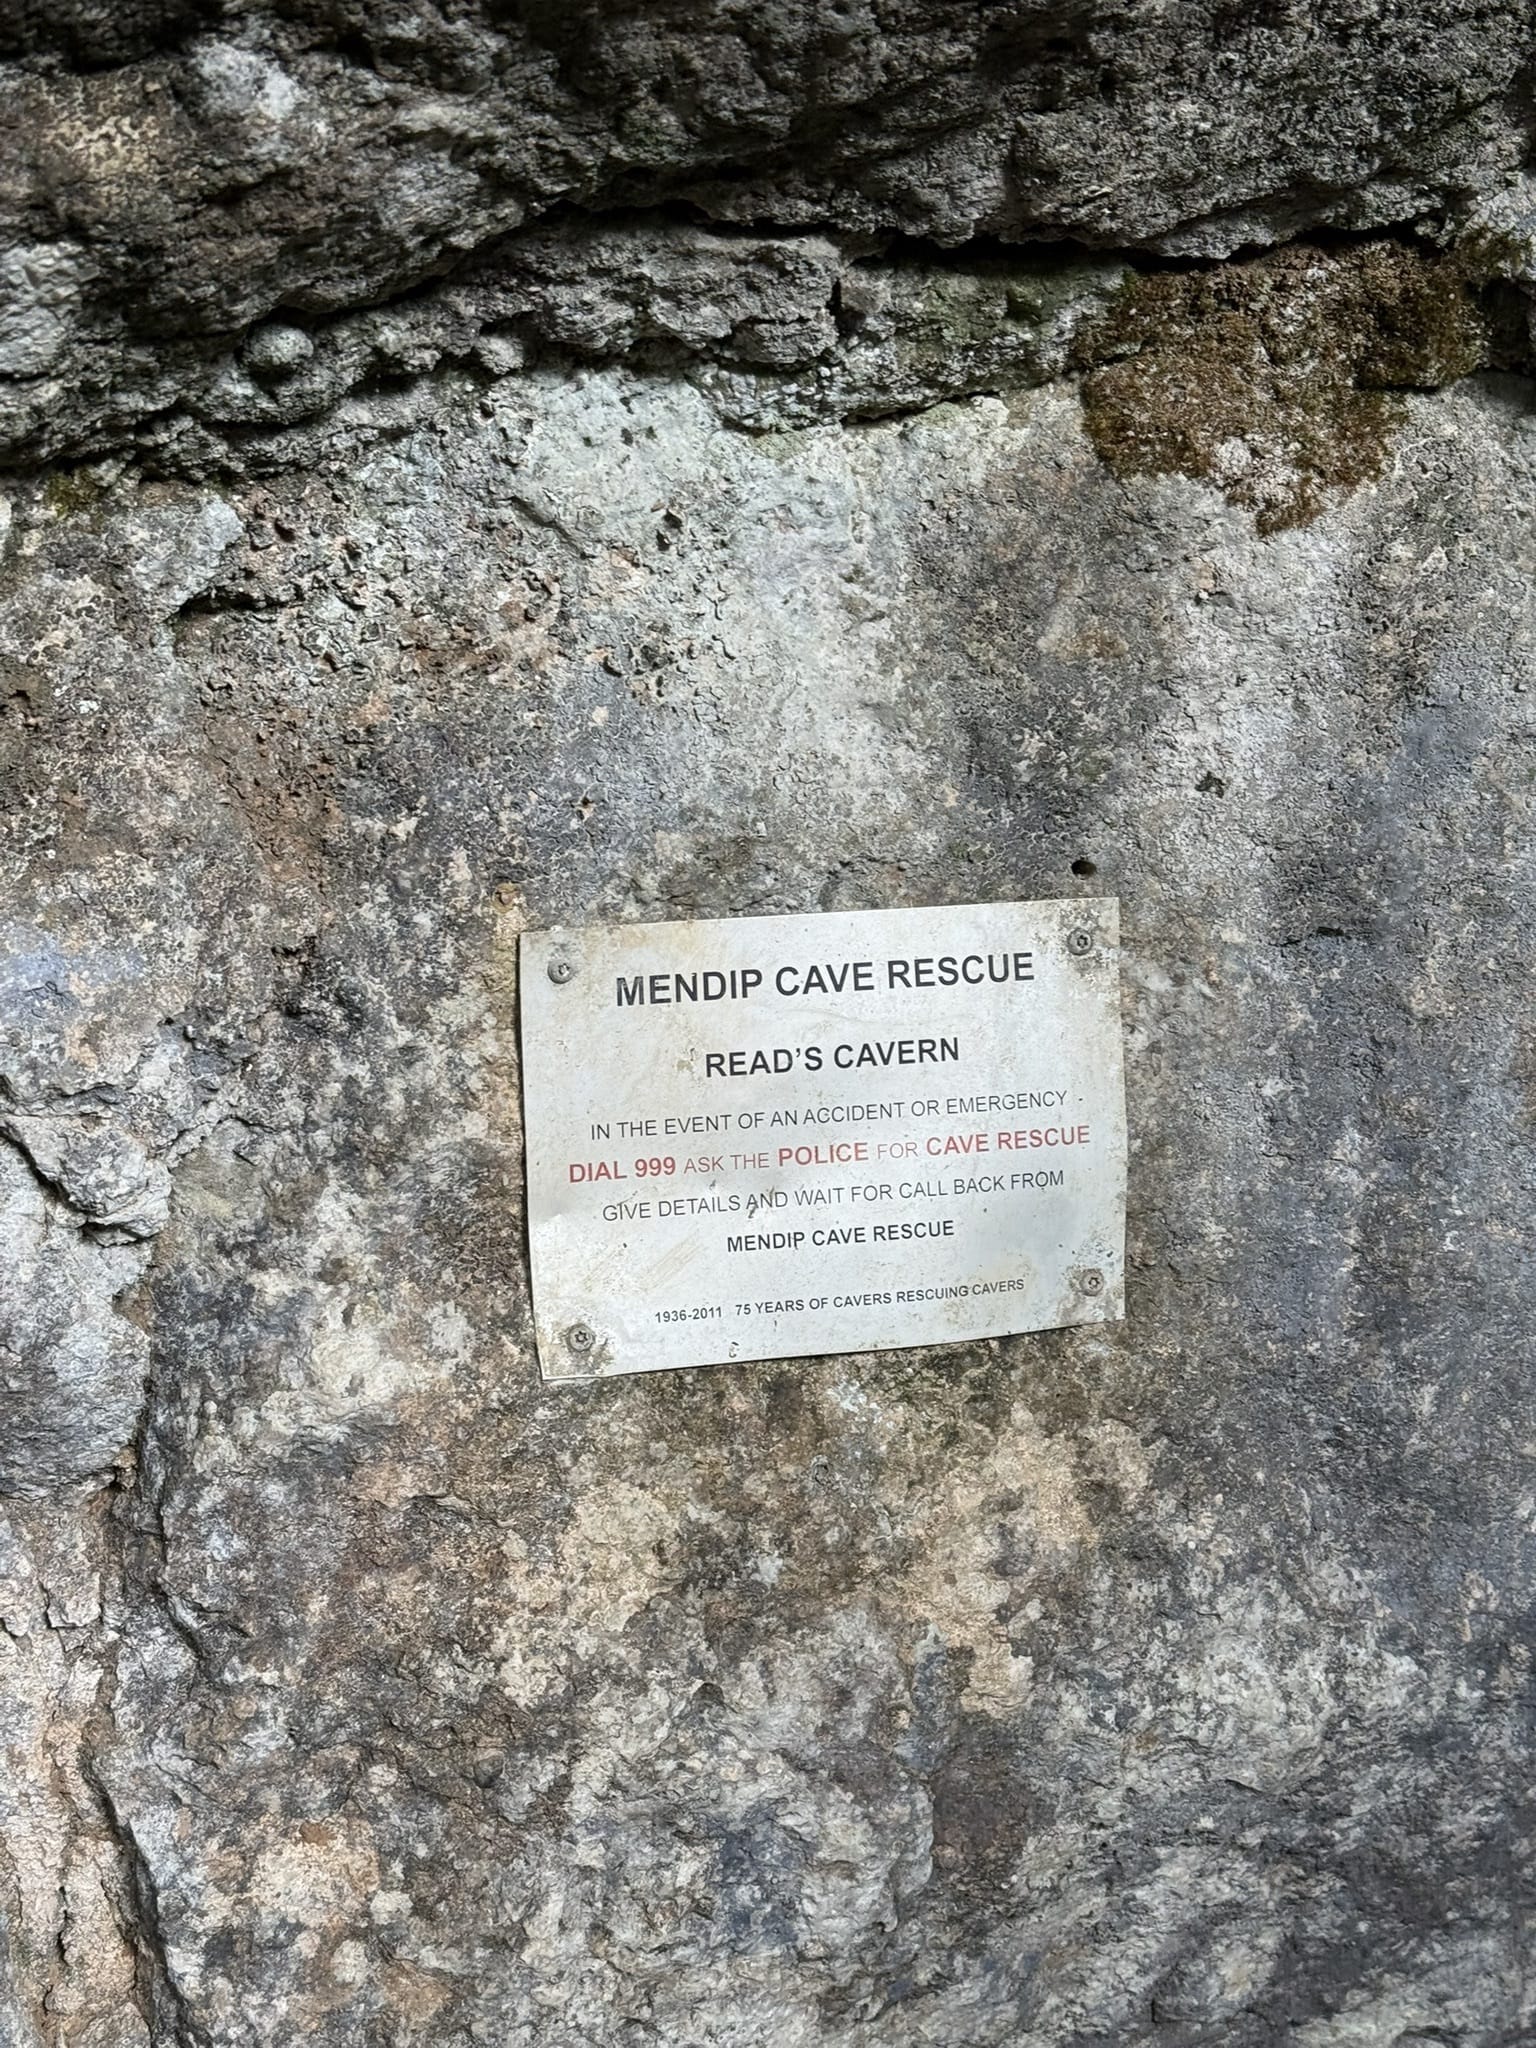 MENDIP CAVE RESCUE
READ'S CAVERN
IN THE EVENT OF AN ACCIDENT OR EMERGENCY -
DIAL 999 ASK THE POLICE FOR CAVE RESCUE
GIVE DETAILS AND WAIT FOR CALL BACK FROM
MENDIP CAVE RESCUE
1936-2011 75 YEARS OF CAVERS RESCUING CAVERS